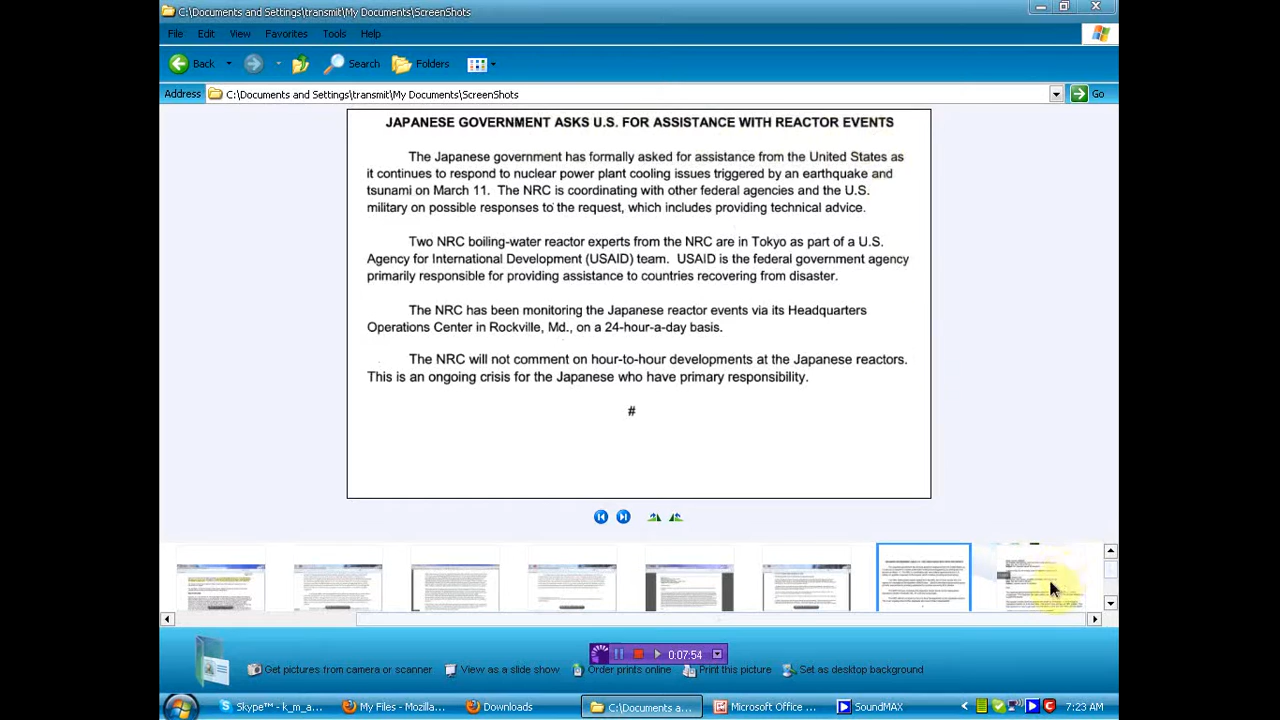 C:\Documents and Settings\transmit\My Documents\ScreenShots
File Edit View Favorites Tools Help
Back Search Folders
Address C:\Documents and Settings\transmit\My Documents\ScreenShots Go
JAPANESE GOVERNMENT ASKS U.S. FOR ASSISTANCE WITH REACTOR EVENTS
The Japanese government has formally asked for assistance from the United States as
it continues to respond to nuclear power plant cooling issues triggered by an earthquake and
tsunami on March 11. The NRC is coordinating with other federal agencies and the U.S.
military on possible responses to the request, which includes providing technical advice.
Two NRC boiling-water reactor experts from the NRC are in Tokyo as part of a U.S.
Agency for International Development (USAID) team. USAID is the federal government agency
primarily responsible for providing assistance to countries recovering from disaster.
The NRC has been monitoring the Japanese reactor events via its Headquarters
Operations Center in Rockville, Md., on a 24-hour-a-day basis.
The NRC will not comment on hour-to-hour developments at the Japanese reactors.
This is an ongoing crisis for the Japanese who have primary responsibility.
#
0:07:54
Get pictures from camera or scanner View as a slide show Order prints online Print this picture Set as desktop background
Skype™ - k_m_a... My Files - Mozilla... Downloads C:\Documents a... Microsoft Office ... SoundMAX 7:23 AM